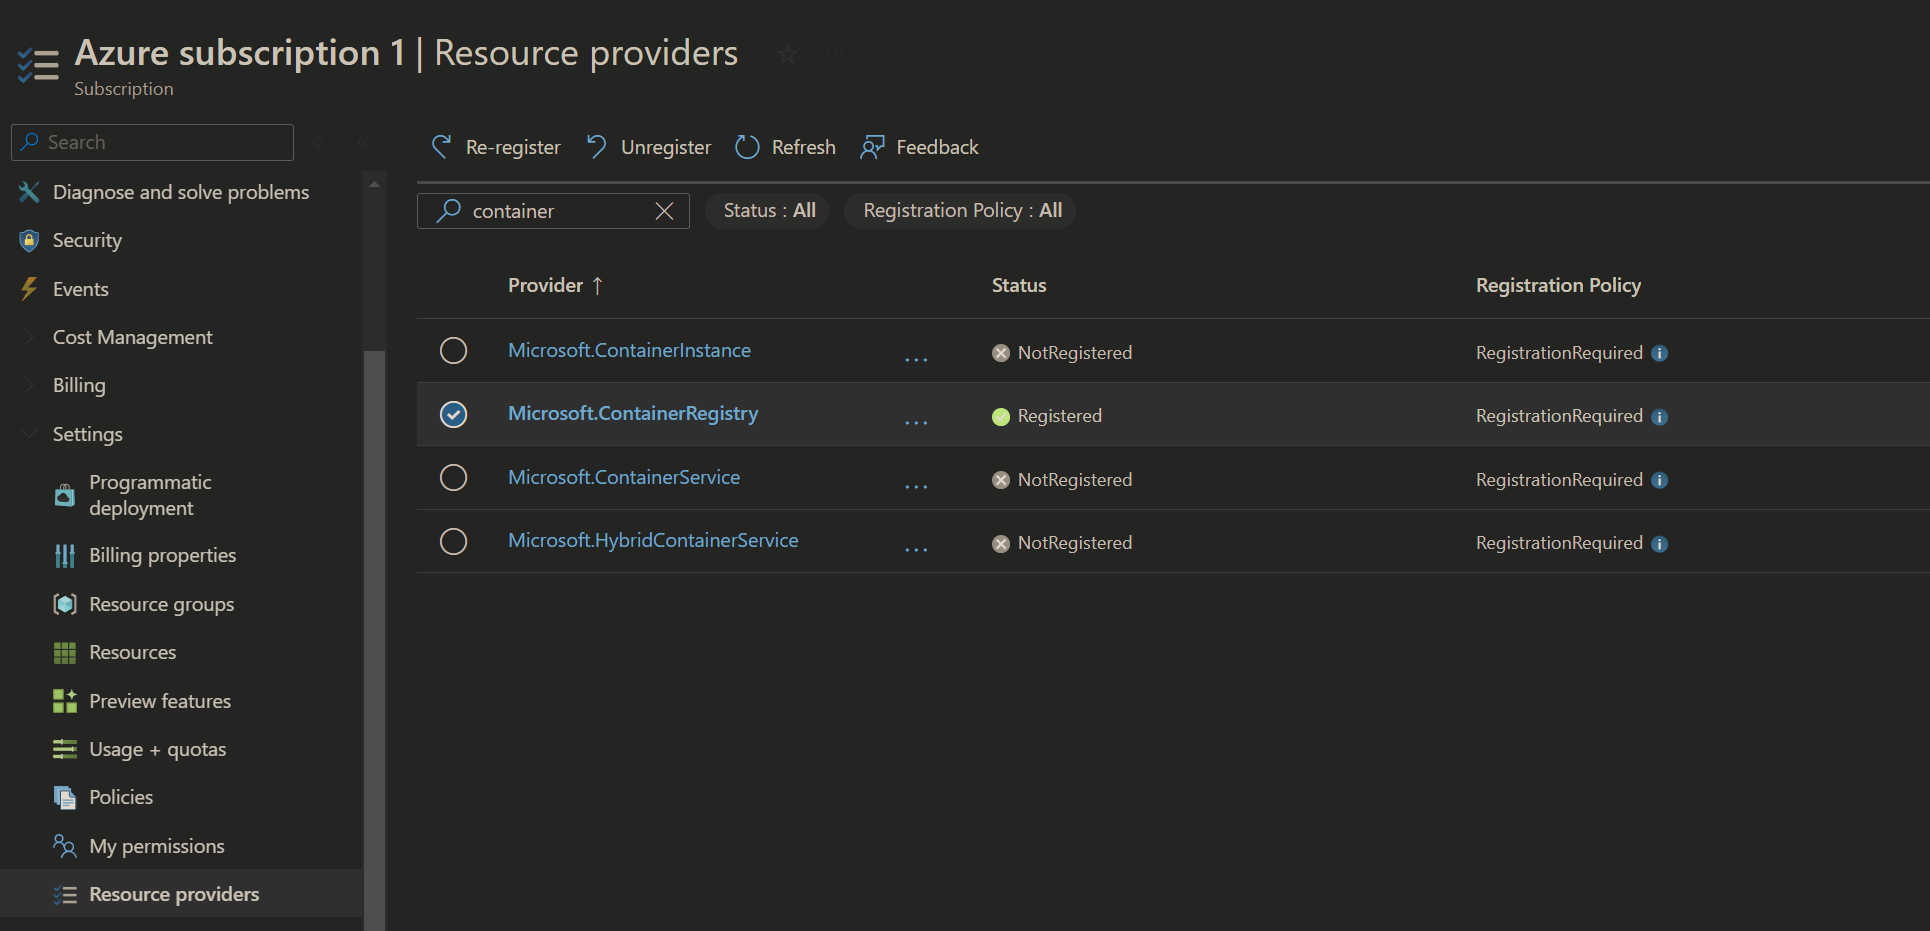 Azure subscription 1 | Resource providers
Subscription
Search
Diagnose and solve problems
Security
Events
Cost Management
Billing
Settings
Programmatic
deployment
Billing properties
Resource groups
Resources
Preview features
Usage + quotas
Policies
My permissions
Resource providers
Re-register Unregister Refresh Feedback
container Status : All Registration Policy : All
Provider ↑ Status Registration Policy
Microsoft.ContainerInstance ... NotRegistered RegistrationRequired
Microsoft.ContainerRegistry ... Registered RegistrationRequired
Microsoft.ContainerService ... NotRegistered RegistrationRequired
Microsoft.HybridContainerService ... NotRegistered RegistrationRequired